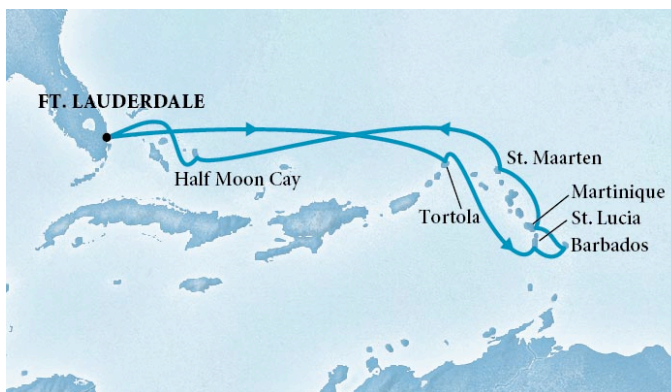 FT. LAUDERDALE
St. Maarten
Half Moon Cay
Martinique
Tortola
St. Lucia
Barbados